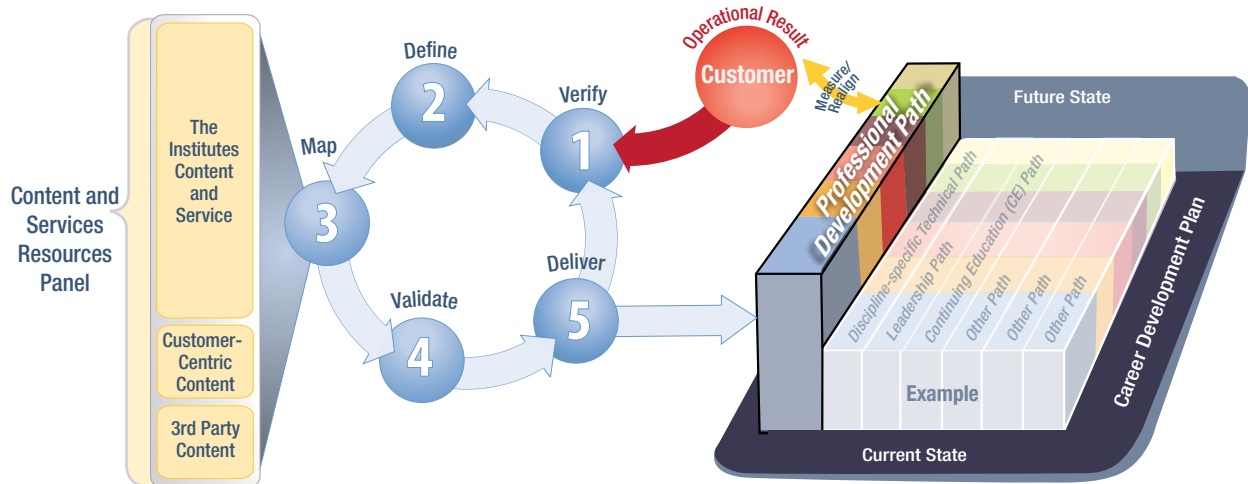 Content and
Services
Resources
Panel
The
Institutes
Content
and
Service
Customer-
Centric
Content
3rd Party
Content
Define
2
Verify
1
Map
3
Validate
4
Deliver
5
Operational Result
Customer
Measure/
Realign
Professional
Development Path
Future State
Discipline-specific Technical Path
Leadership Path
Continuing Education (CE) Path
Other Path
Other Path
Other Path
Example
Current State
Career Development Plan